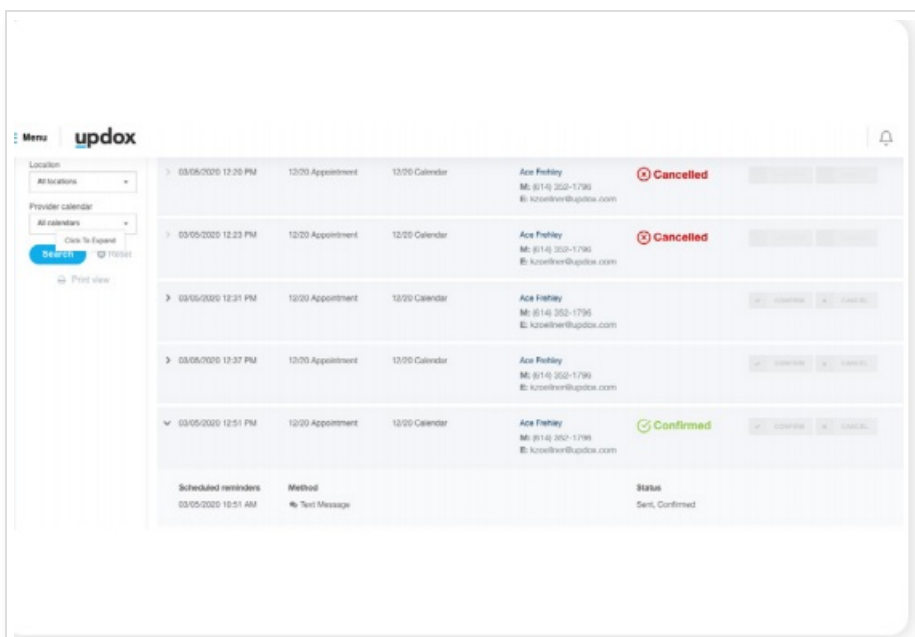 Menu updox
Location
All locations
Provider calendar
All calendars
Click To Expand
Search Reset
Print view
03/05/2020 12:20 PM 12/20 Appointment 12/20 Calendar Ace Frehley Cancelled
M: (614) 352-1796
E: kzoellner@updox.com
03/05/2020 12:23 PM 12/20 Appointment 12/20 Calendar Ace Frehley Cancelled
M: (614) 352-1796
E: kzoellner@updox.com
03/05/2020 12:31 PM 12/20 Appointment 12/20 Calendar Ace Frehley CONFIRM CANCEL
M: (614) 352-1796
E: kzoellner@updox.com
03/05/2020 12:37 PM 12/20 Appointment 12/20 Calendar Ace Frehley CONFIRM CANCEL
M: (614) 352-1796
E: kzoellner@updox.com
03/05/2020 12:51 PM 12/20 Appointment 12/20 Calendar Ace Frehley Confirmed CONFIRM CANCEL
M: (614) 352-1796
E: kzoellner@updox.com
Scheduled reminders Method Status
03/05/2020 10:51 AM Text Message Sent, Confirmed